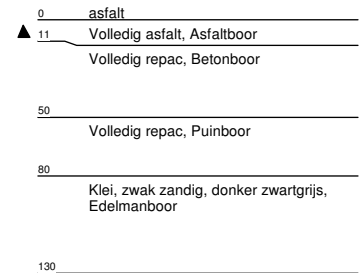 0 asfalt
11 Volledig asfalt, Asfaltboor
Volledig repac, Betonboor
50
Volledig repac, Puinboor
80
Klei, zwak zandig, donker zwartgrijs,
Edelmanboor
130